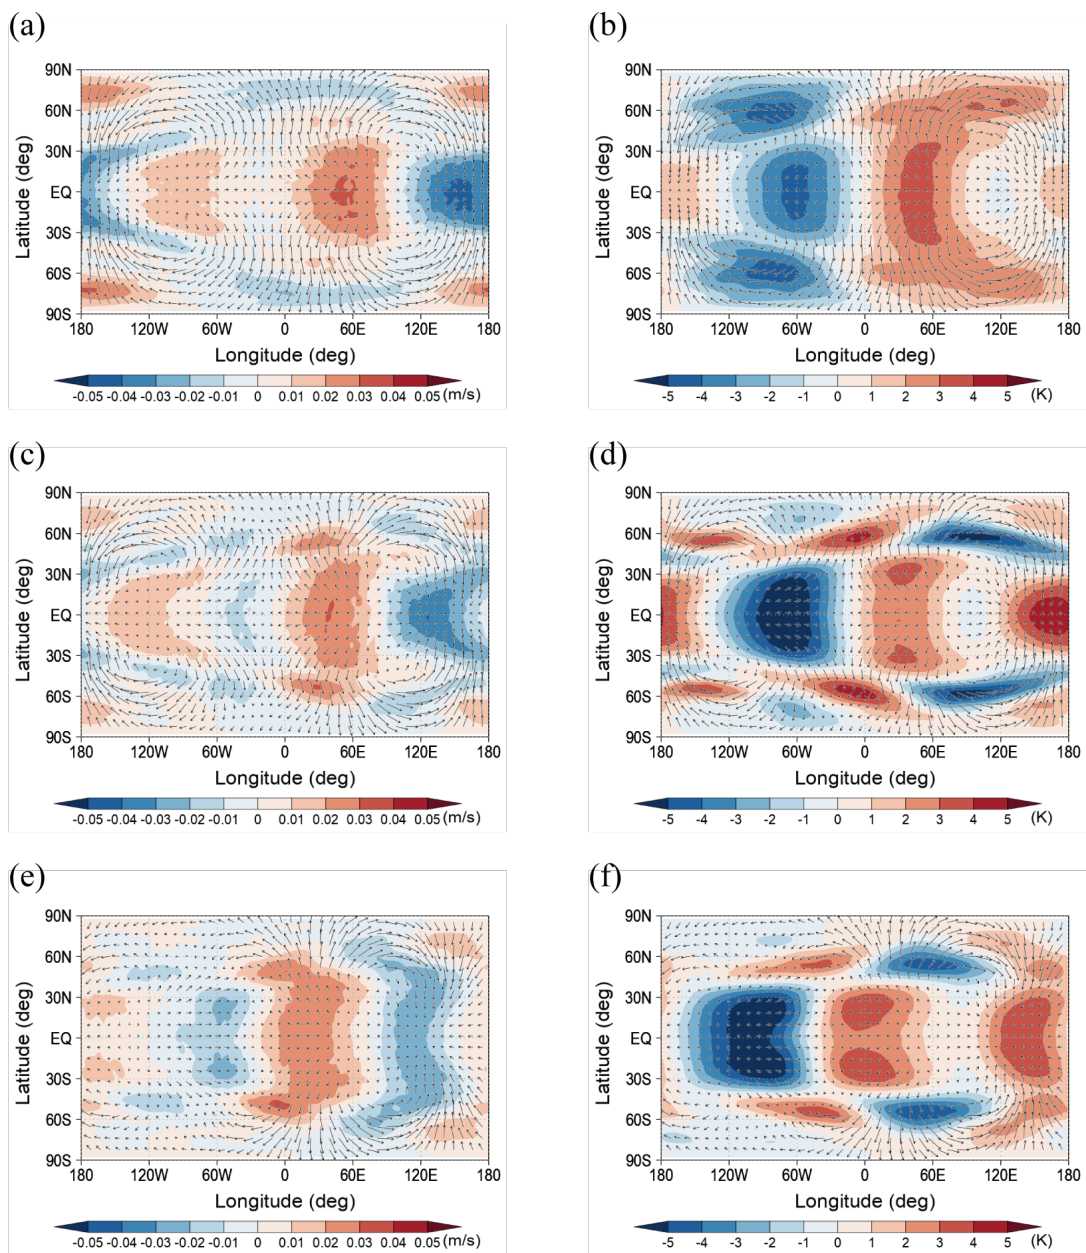 (a)
(b)
90N
60N
30N
EQ
30S
60S
90S
Latitude (deg)
180 120W 60W 0 60E 120E 180
Longitude (deg)
-0.05 -0.04 -0.03 -0.02 -0.01 0 0.01 0.02 0.03 0.04 0.05 (m/s)
90N
60N
30N
EQ
30S
60S
90S
Latitude (deg)
180 120W 60W 0 60E 120E 180
Longitude (deg)
-5 -4 -3 -2 -1 0 1 2 3 4 5 (K)
(c)
(d)
90N
60N
30N
EQ
30S
60S
90S
Latitude (deg)
180 120W 60W 0 60E 120E 180
Longitude (deg)
-0.05 -0.04 -0.03 -0.02 -0.01 0 0.01 0.02 0.03 0.04 0.05 (m/s)
90N
60N
30N
EQ
30S
60S
90S
Latitude (deg)
180 120W 60W 0 60E 120E 180
Longitude (deg)
-5 -4 -3 -2 -1 0 1 2 3 4 5 (K)
(e)
(f)
90N
60N
30N
EQ
30S
60S
90S
Latitude (deg)
180 120W 60W 0 60E 120E 180
Longitude (deg)
-0.05 -0.04 -0.03 -0.02 -0.01 0 0.01 0.02 0.03 0.04 0.05 (m/s)
90N
60N
30N
EQ
30S
60S
90S
Latitude (deg)
180 120W 60W 0 60E 120E 180
Longitude (deg)
-5 -4 -3 -2 -1 0 1 2 3 4 5 (K)